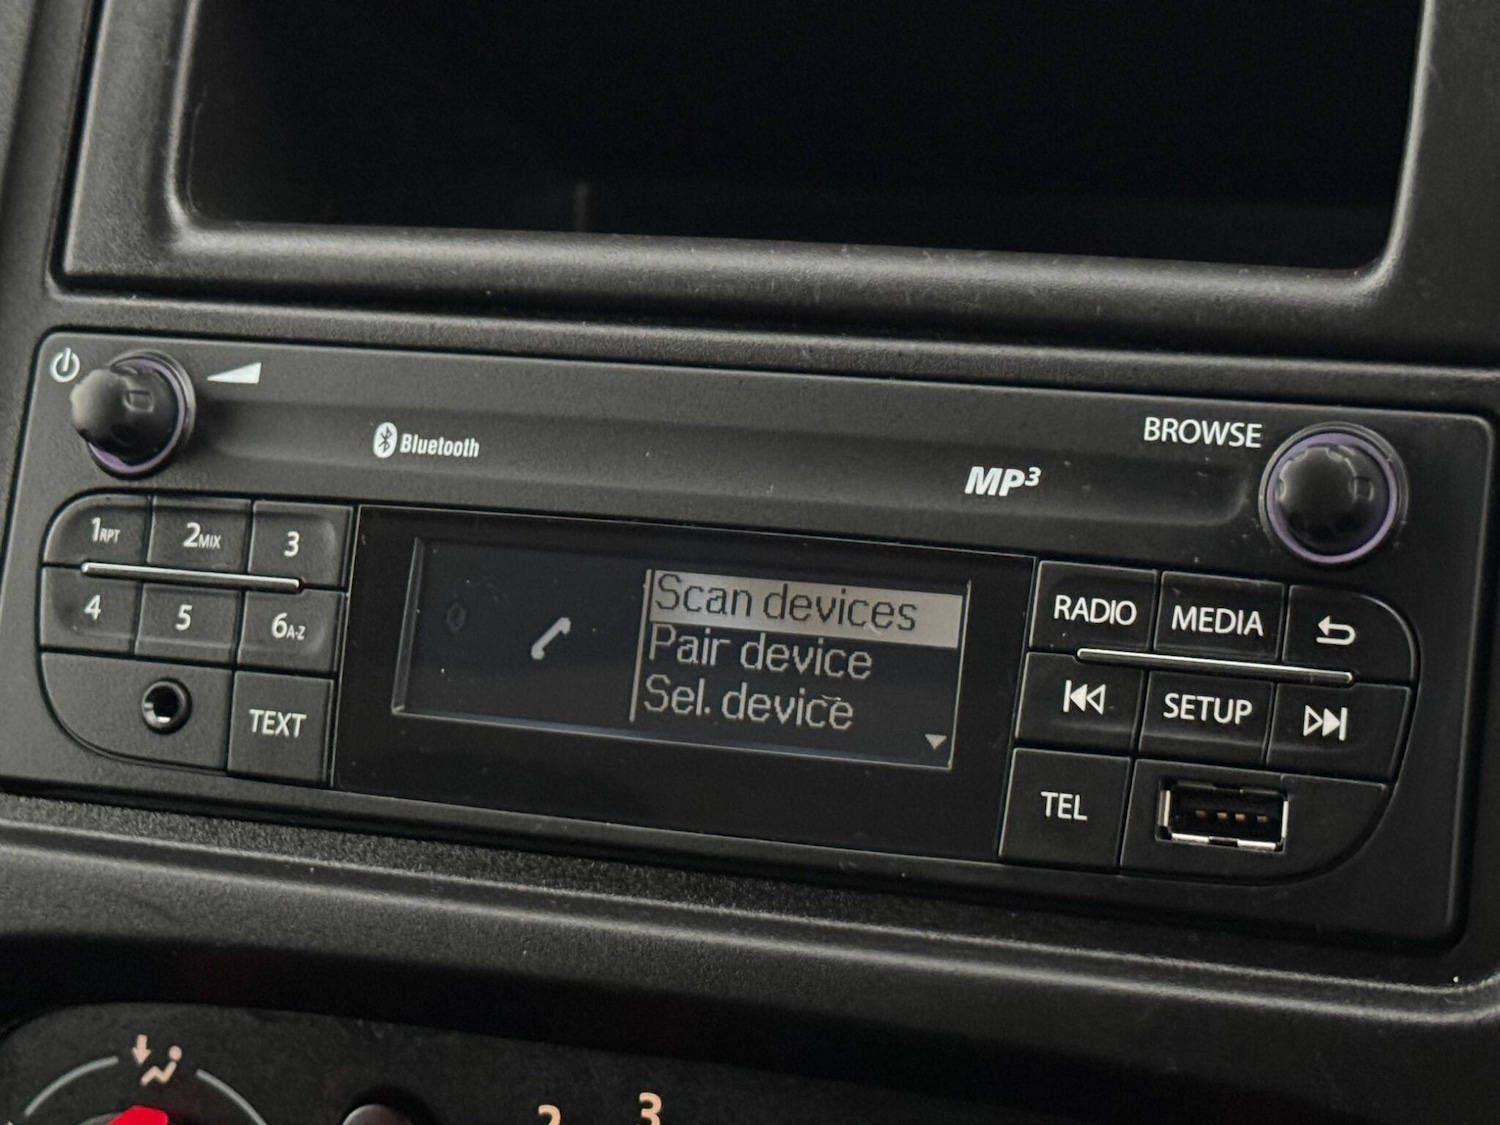 Bluetooth
BROWSE
MP3
1RPT
2MIX
3
4
5
6A-Z
TEXT
Scan devices
Pair device
Sel. device
RADIO
MEDIA
SETUP
TEL
2
3